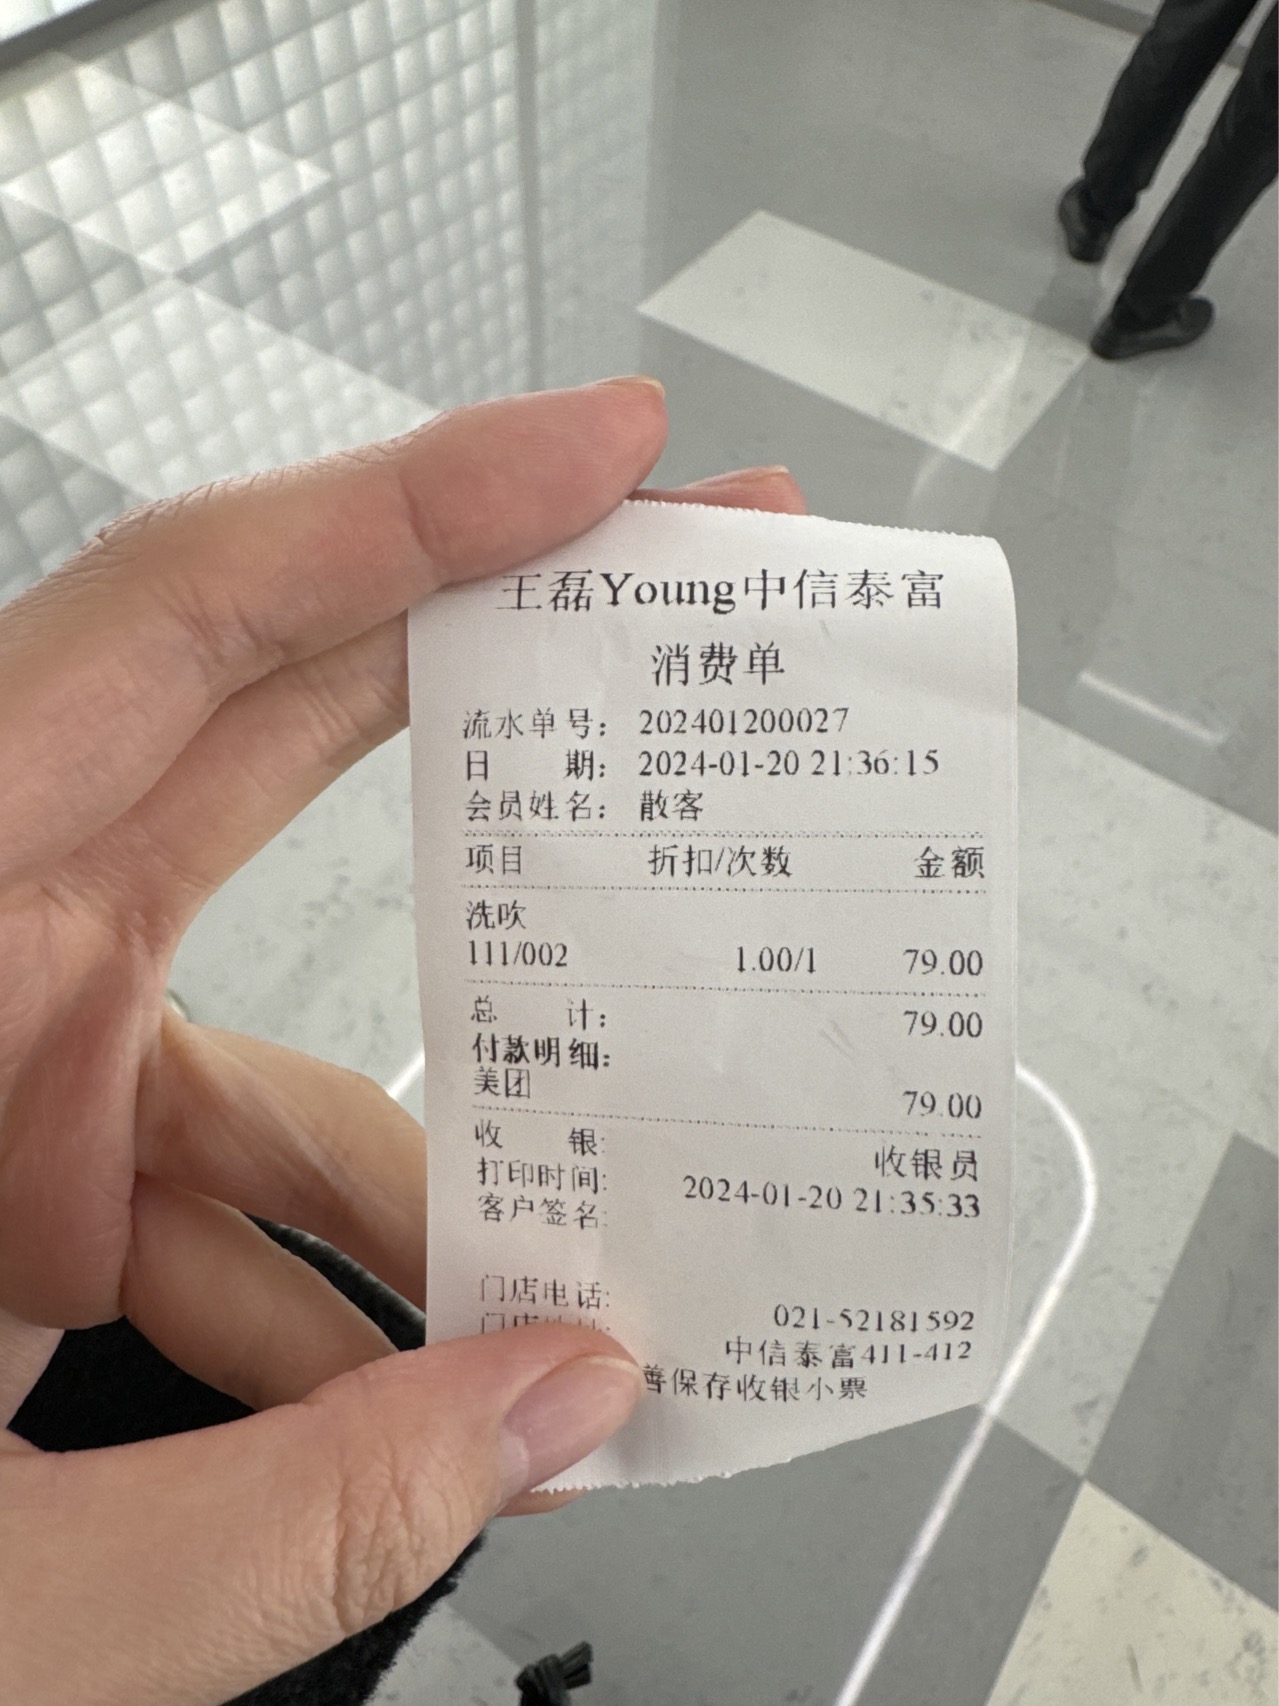 王磊Young中信泰富
消费单
流水单号： 202401200027
日 期： 2024-01-20 21:36:15
会员姓名： 散客
项目 折扣/次数 金额
洗吹
111/002 1.00/1 79.00
总 计： 79.00
付款明细：
美团 79.00
收 银： 收银员
打印时间： 2024-01-20 21:35:33
客户签名：
门店电话： 021-52181592
门店 中信泰富411-412
善保存收银小票